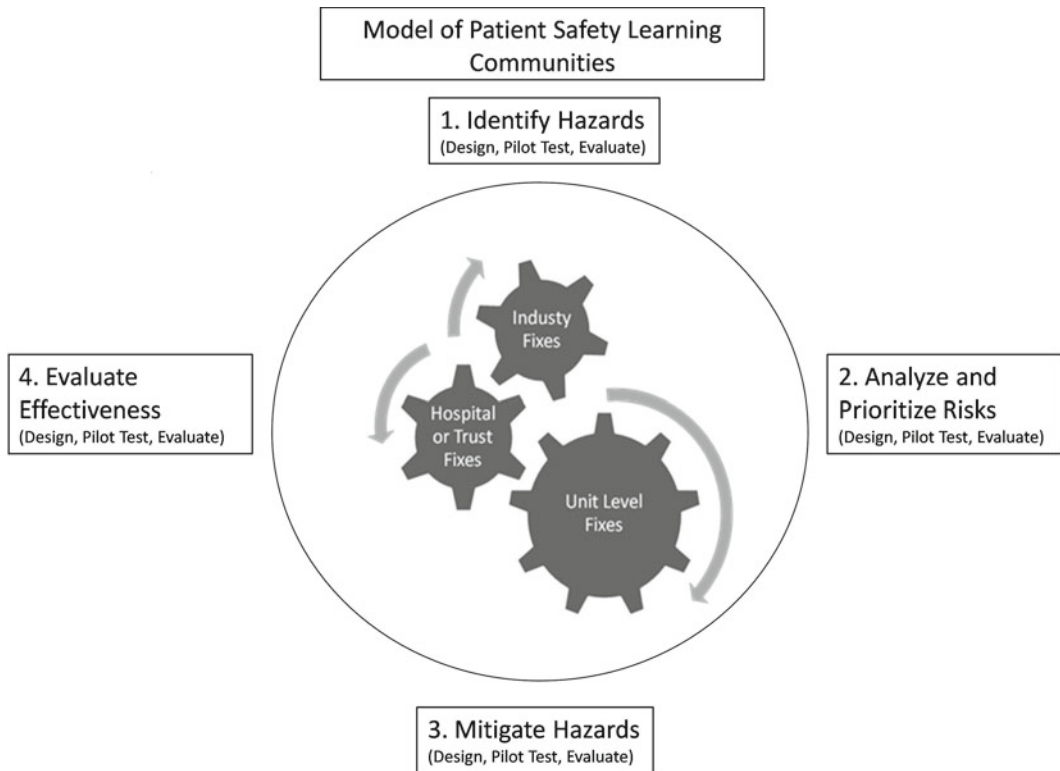 Model of Patient Safety Learning
Communities
1. Identify Hazards
(Design, Pilot Test, Evaluate)
Industy
Fixes
4. Evaluate
Effectiveness
(Design, Pilot Test, Evaluate)
Hospital
or Trust
Fixes
2. Analyze and
Prioritize Risks
(Design, Pilot Test, Evaluate)
Unit Level
Fixes
3. Mitigate Hazards
(Design, Pilot Test, Evaluate)